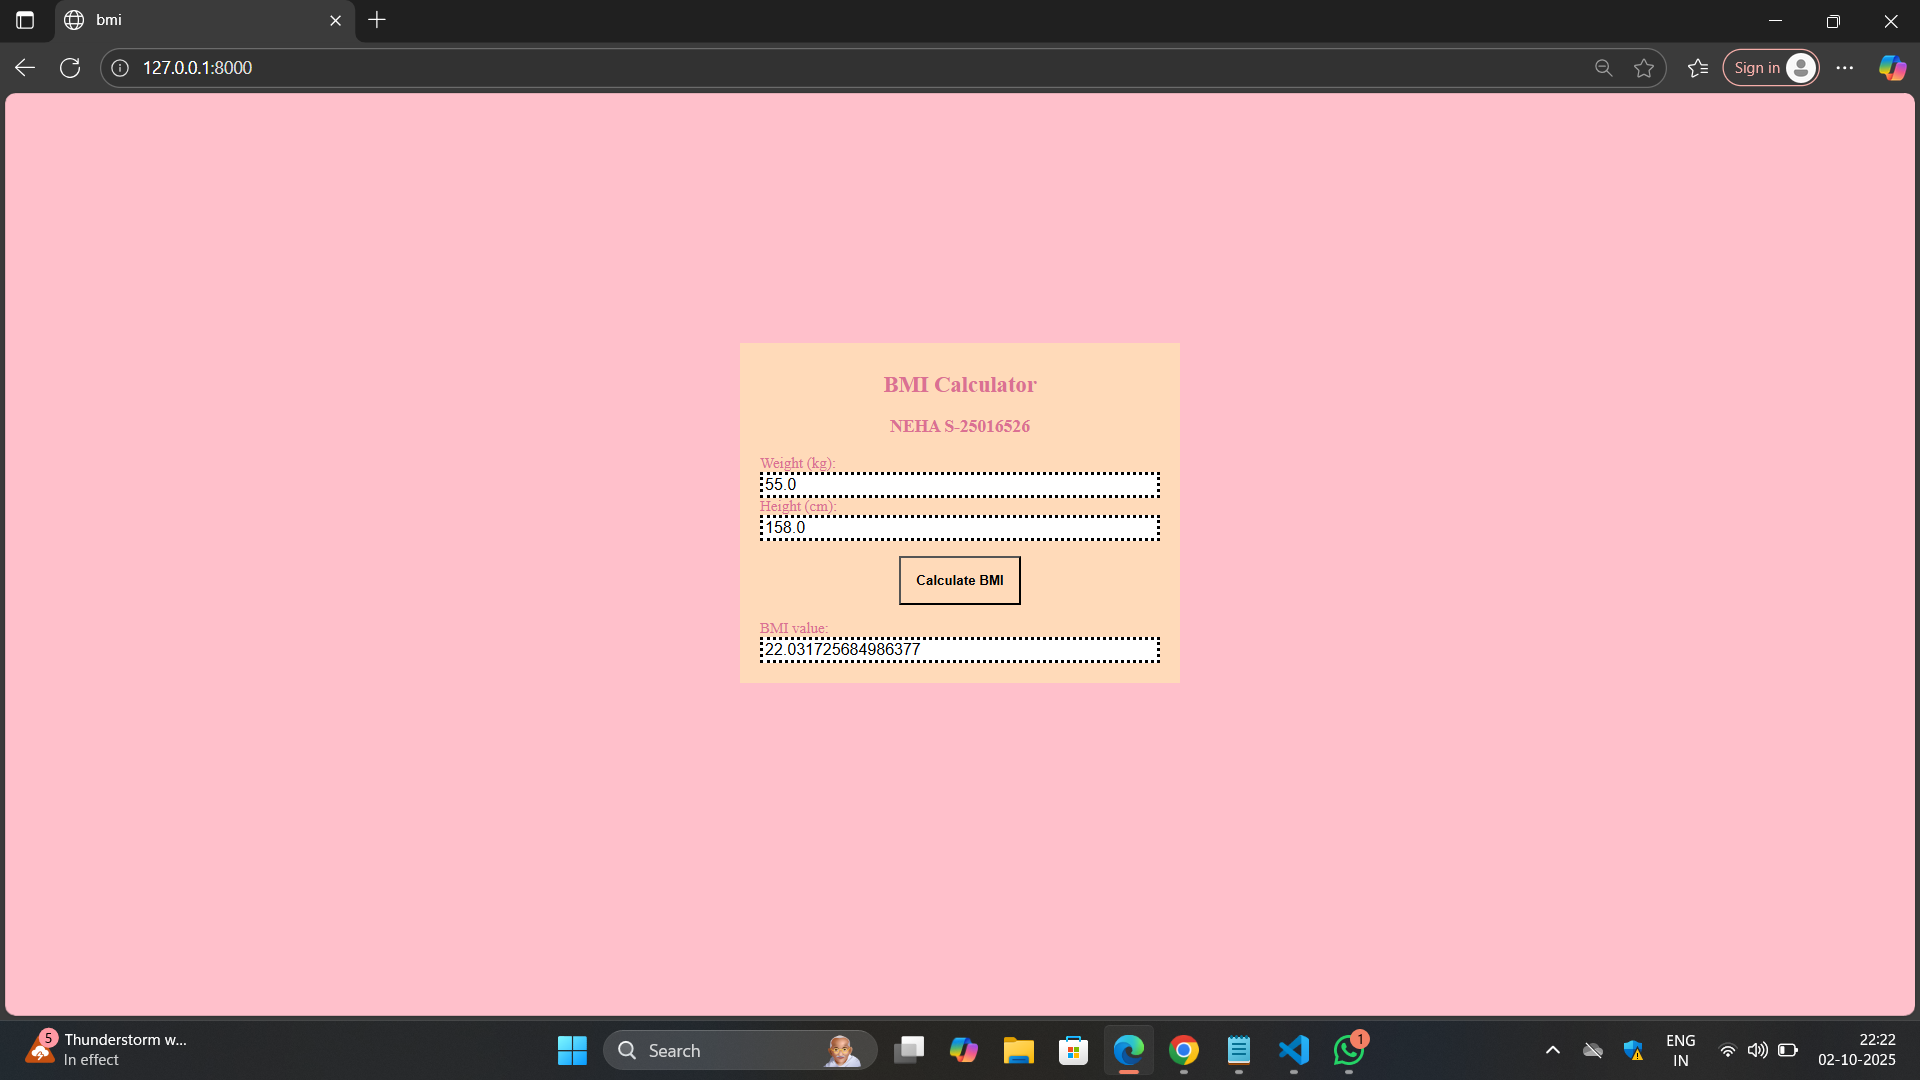 bmi
127.0.0.1:8000
Sign in
BMI Calculator
NEHA S-25016526
Weight (kg):
55.0
Height (cm):
158.0
Calculate BMI
BMI value:
22.031725684986377
5
Thunderstorm w...
In effect
Search
1
ENG
IN
22:22
02-10-2025